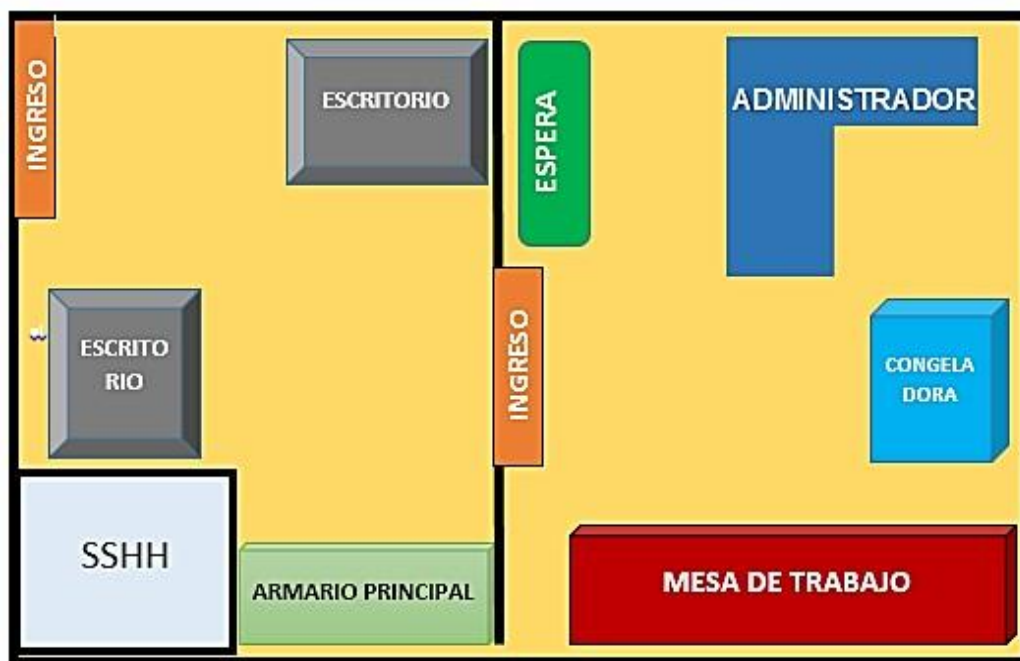 INGRESO
ESCRITORIO
ESPERA
ADMINISTRADOR
ESCRITO
RIO
INGRESO
CONGELA
DORA
SSHH
ARMARIO PRINCIPAL
MESA DE TRABAJO